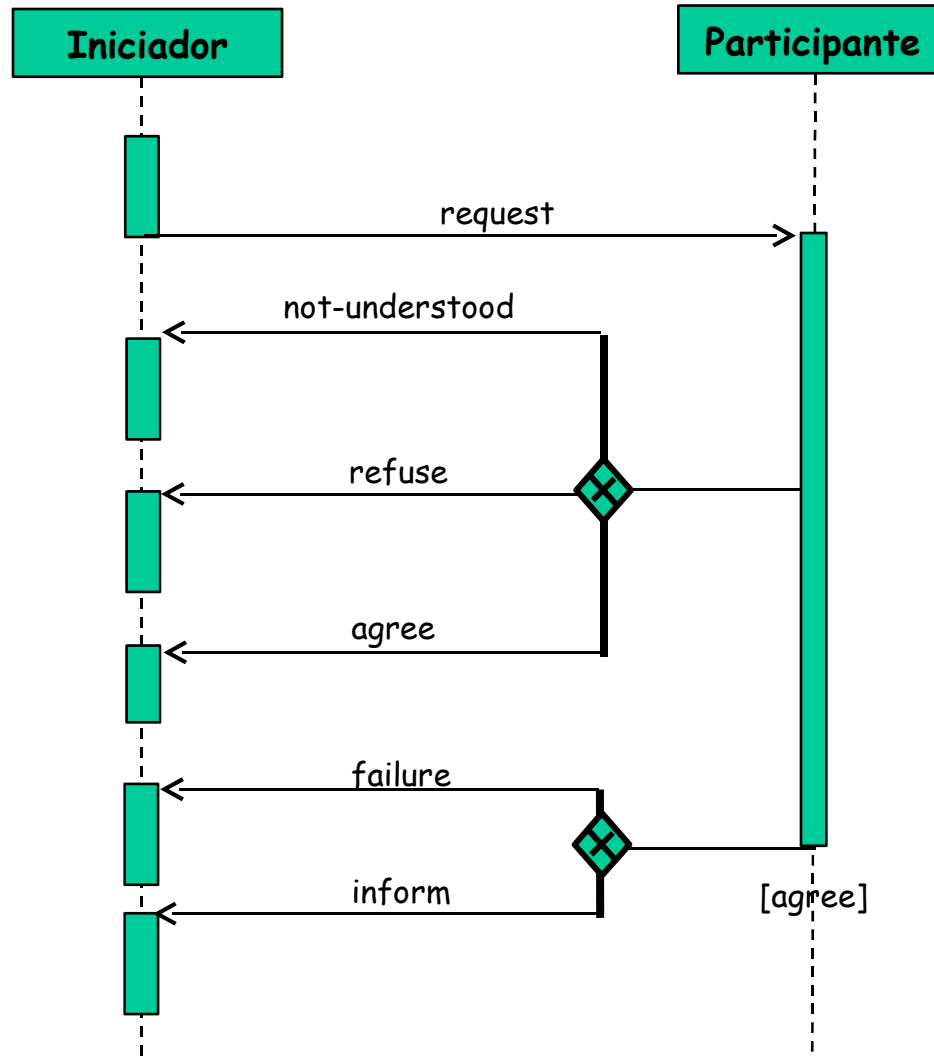 Iniciador
Participante
request
not-understood
refuse
agree
failure
inform
[agree]